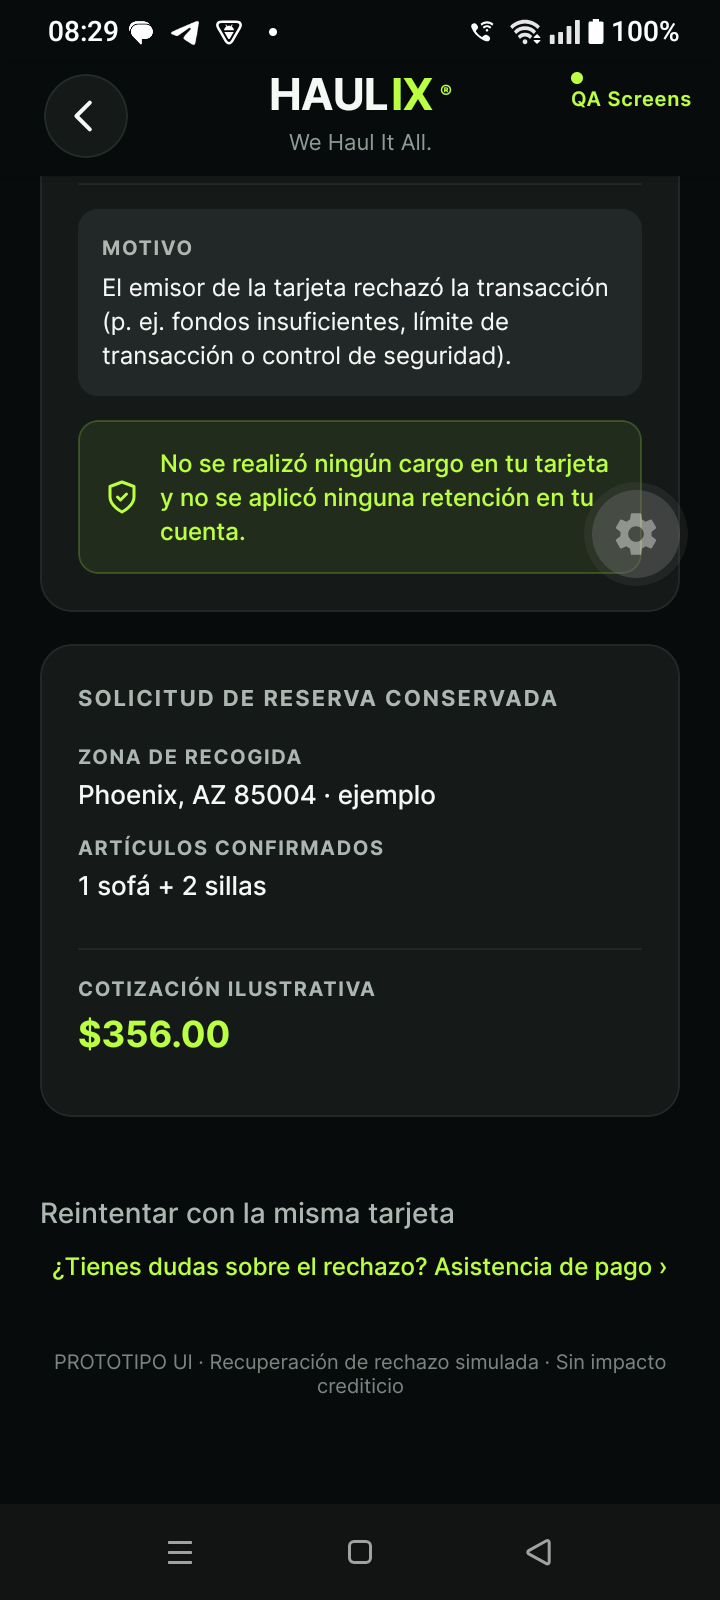 08:29
100%
HAULIX ®
QA Screens
We Haul It All.
MOTIVO
El emisor de la tarjeta rechazó la transacción
(p. ej. fondos insuficientes, límite de
transacción o control de seguridad).
No se realizó ningún cargo en tu tarjeta
y no se aplicó ninguna retención en tu
cuenta.
SOLICITUD DE RESERVA CONSERVADA
ZONA DE RECOGIDA
Phoenix, AZ 85004 · ejemplo
ARTÍCULOS CONFIRMADOS
1 sofá + 2 sillas
COTIZACIÓN ILUSTRATIVA
$356.00
Reintentar con la misma tarjeta
¿Tienes dudas sobre el rechazo? Asistencia de pago ›
PROTOTIPO UI · Recuperación de rechazo simulada · Sin impacto
crediticio